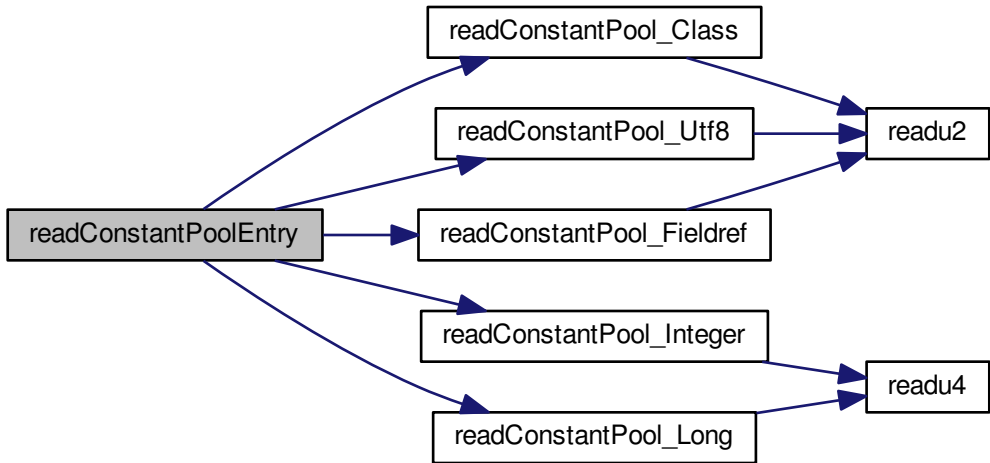 readConstantPool_Class
readConstantPool_Utf8
readu2
readConstantPoolEntry
readConstantPool_Fieldref
readConstantPool_Integer
readu4
readConstantPool_Long